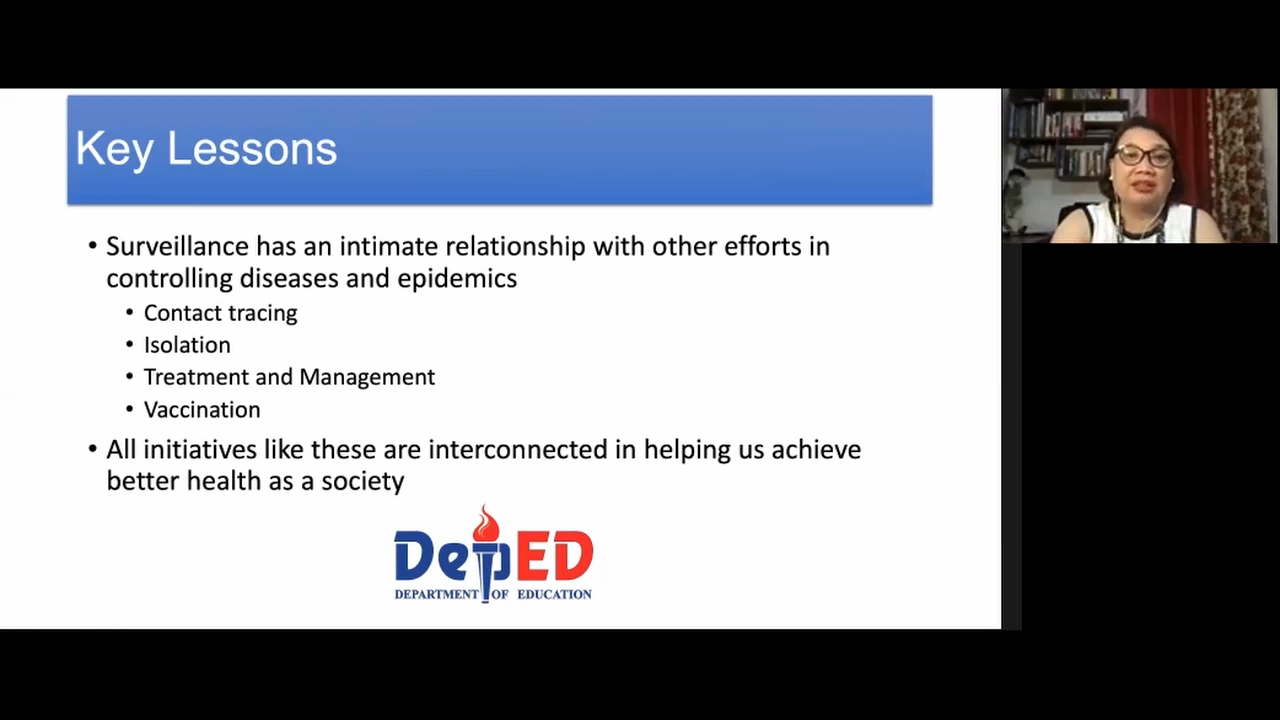 Key Lessons
• Surveillance has an intimate relationship with other efforts in
controlling diseases and epidemics
• Contact tracing
• Isolation
• Treatment and Management
• Vaccination
• All initiatives like these are interconnected in helping us achieve
better health as a society
DepED
DEPARTMENT OF EDUCATION